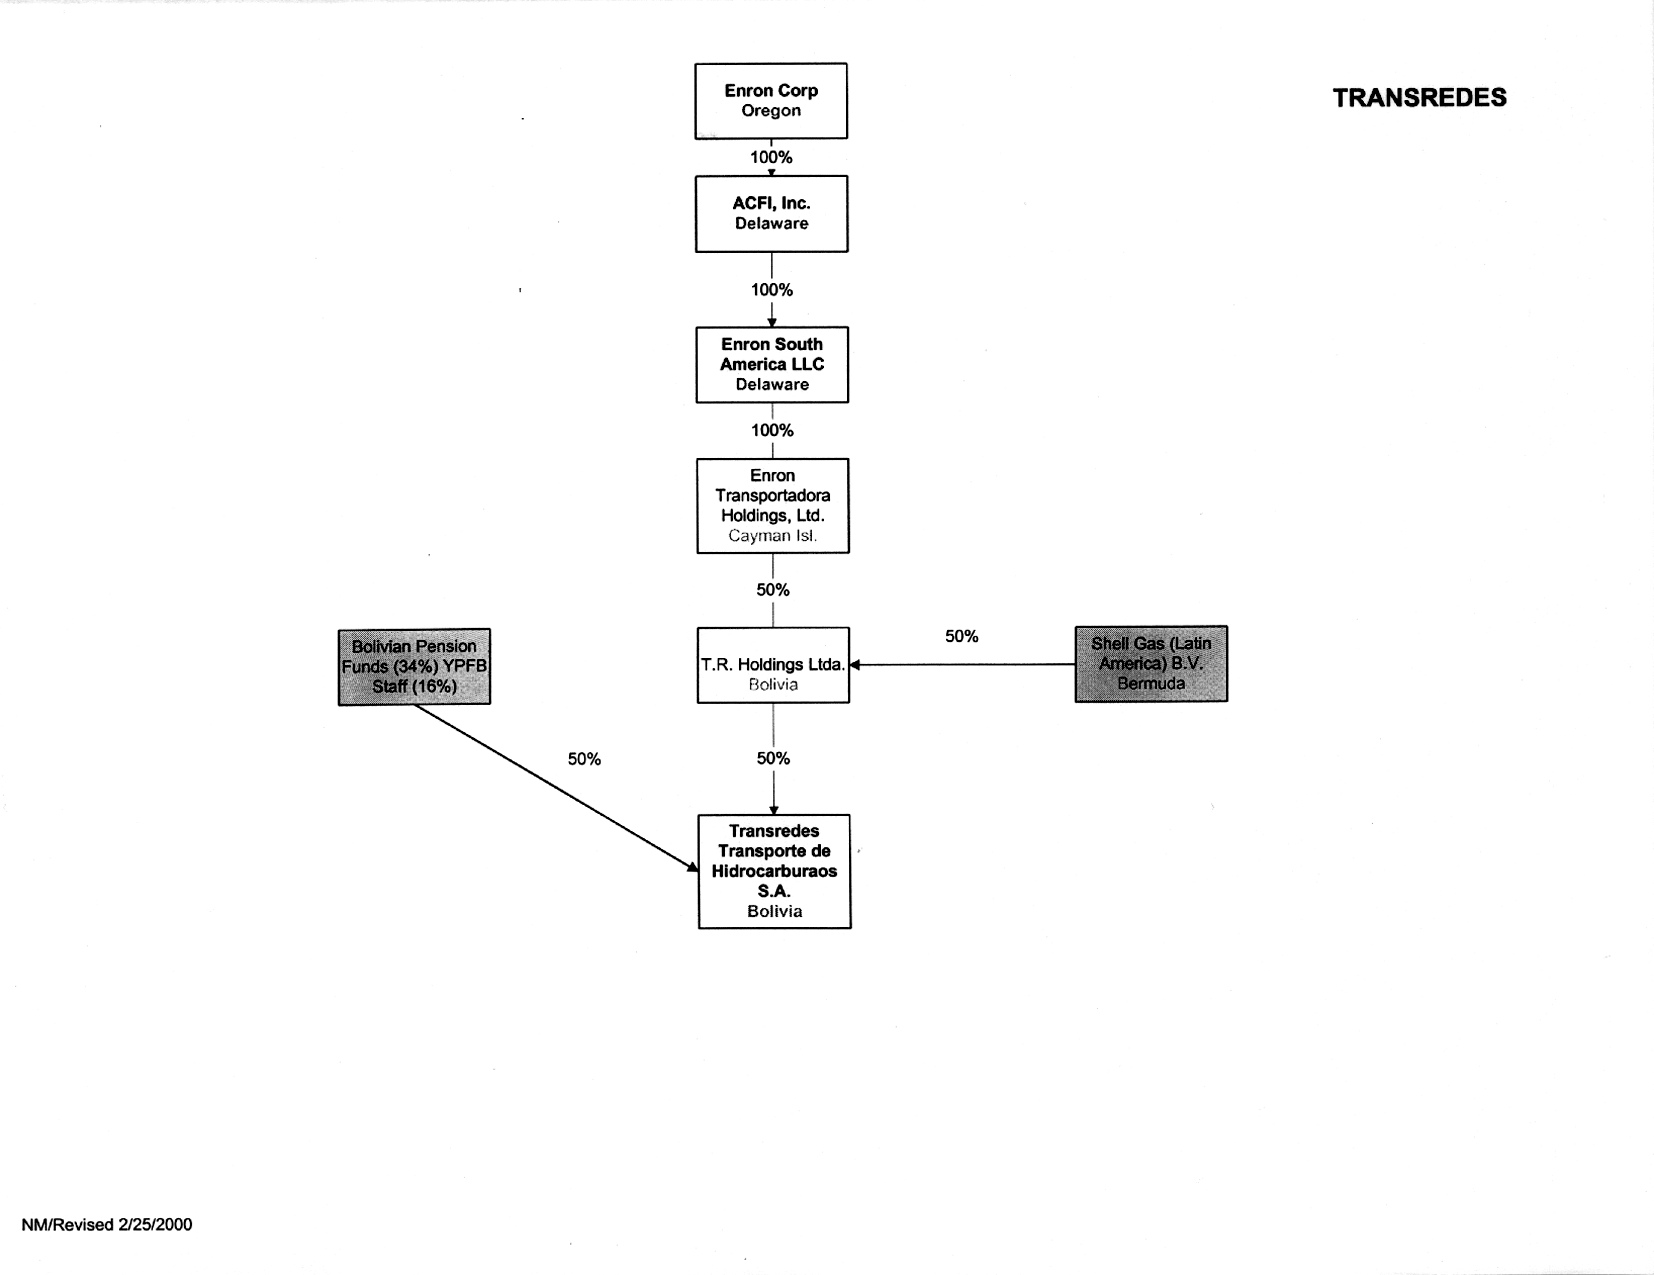 TRANSREDES
Enron Corp
Oregon
100%
ACFI, Inc.
Delaware
100%
Enron South
America LLC
Delaware
100%
Enron
Transportadora
Holdings, Ltd.
Cayman Isl.
50%
Bolivian Pension
Funds (34%) YPFB
Staff (16%)
T.R. Holdings Ltda.
Bolivia
50%
Shell Gas (Latin
America) B.V.
Bermuda
50%
50%
Transredes
Transporte de
Hidrocarburaos
S.A.
Bolivia
NM/Revised 2/25/2000